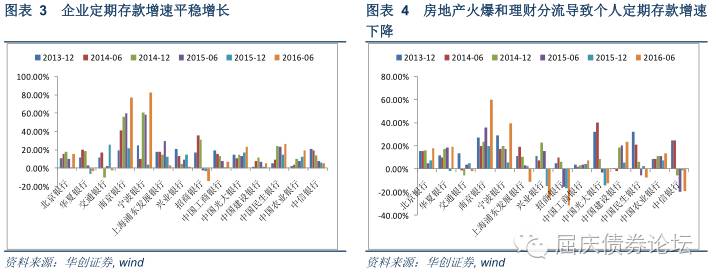 图表 3 企业定期存款增速平稳增长
2013-12 2014-06 2014-12 2015-06 2015-12 2016-06
100.00%
80.00%
60.00%
40.00%
20.00%
0.00%
-20.00%
北京银行
华夏银行
交通银行
南京银行
宁波银行
上海浦东发展银行
兴业银行
招商银行
中国工商银行
中国光大银行
中国建设银行
中国民生银行
中国农业银行
中信银行
资料来源：华创证券, wind
图表 4 房地产火爆和理财分流导致个人定期存款增速
下降
2013-12 2014-06 2014-12 2015-06 2015-12 2016-06
80.00%
60.00%
40.00%
20.00%
0.00%
-20.00%
-40.00%
北京银行
华夏银行
交通银行
南京银行
宁波银行
上海浦东发展银行
兴业银行
招商银行
中国工商银行
中国光大银行
中国建设银行
中国民生银行
中国农业银行
中信银行
资料来源：华创证券, wind
屈庆债券论坛